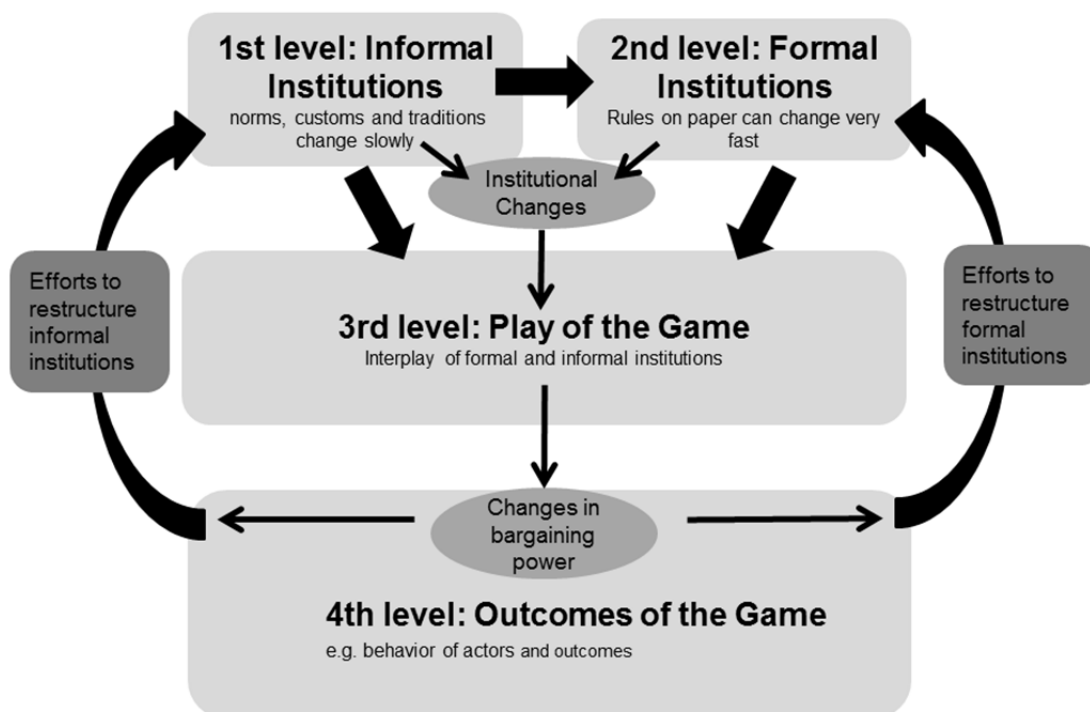 1st level: Informal
Institutions
norms, customs and traditions
change slowly
2nd level: Formal
Institutions
Rules on paper can change very
fast
Institutional
Changes
Efforts to
restructure
informal
institutions
3rd level: Play of the Game
Interplay of formal and informal institutions
Efforts to
restructure
formal
institutions
Changes in
bargaining
power
4th level: Outcomes of the Game
e.g. behavior of actors and outcomes